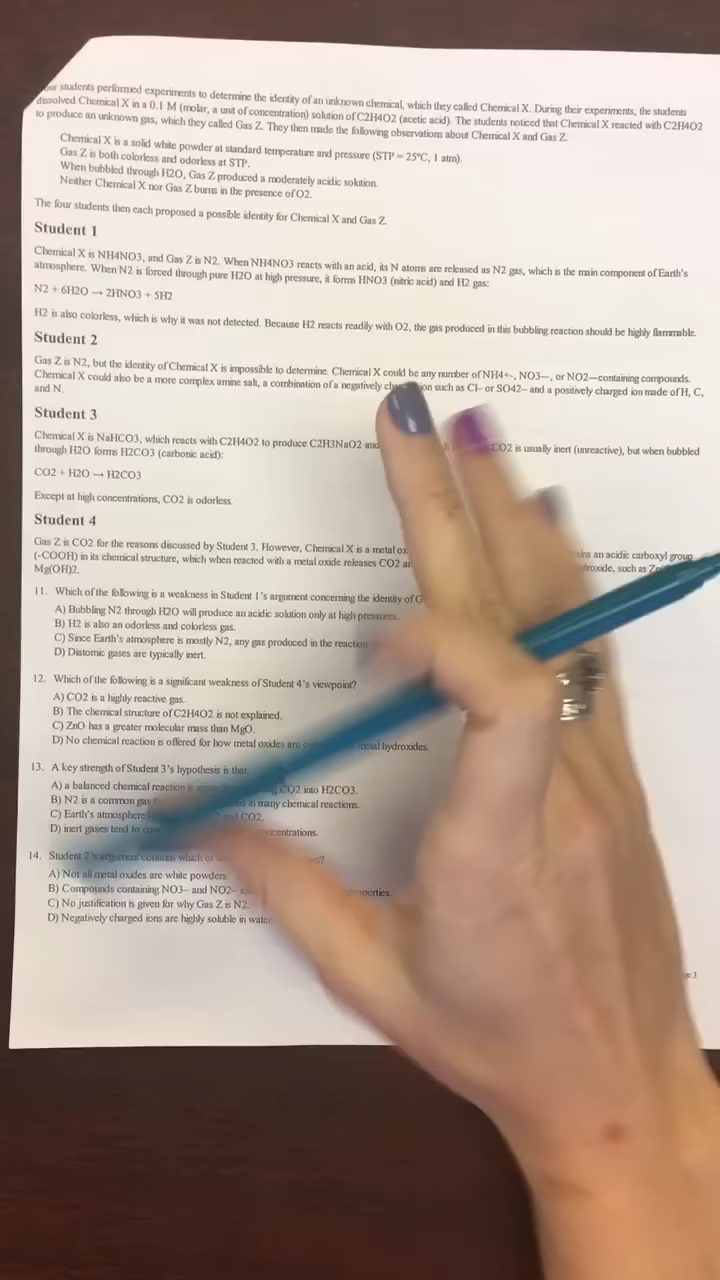 our students performed experiments to determine the identity of an unknown chemical, which they called Chemical X. During their experiments, the students
dissolved Chemical X in a 0.1 M (molar, a unit of concentration) solution of C2H4O2 (acetic acid). The students noticed that Chemical X reacted with C2H4O2
to produce an unknown gas, which they called Gas Z. They then made the following observations about Chemical X and Gas Z.
Chemical X is a solid white powder at standard temperature and pressure (STP = 25°C, 1 atm).
Gas Z is both colorless and odorless at STP.
When bubbled through H2O, Gas Z produced a moderately acidic solution.
Neither Chemical X nor Gas Z burns in the presence of O2.
The four students then each proposed a possible identity for Chemical X and Gas Z.
Student 1
Chemical X is NH4NO3, and Gas Z is N2. When NH4NO3 reacts with an acid, its N atoms are released as N2 gas, which is the main component of Earth's
atmosphere. When N2 is forced through pure H2O at high pressure, it forms HNO3 (nitric acid) and H2 gas:
N2 + 6H2O → 2HNO3 + 5H2
H2 is also colorless, which is why it was not detected. Because H2 reacts readily with O2, the gas produced in this bubbling reaction should be highly flammable.
Student 2
Gas Z is N2, but the identity of Chemical X is impossible to determine. Chemical X could be any number of NH4+-, NO3–-, or NO2–-containing compounds.
Chemical X could also be a more complex amine salt, a combination of a negatively ion such as Cl- or SO42– and a positively charged ion made of H, C,
and N.
Student 3
Chemical X is NaHCO3, which reacts with C2H4O2 to produce C2H3NaO2 and CO2 is usually inert (unreactive), but when bubbled
through H2O forms H2CO3 (carbonic acid):
CO2 + H2O → H2CO3
Except at high concentrations, CO2 is odorless.
Student 4
Gas Z is CO2 for the reasons discussed by Student 3. However, Chemical X is a metal an acidic carboxyl group
(-COOH) in its chemical structure, which when reacted with a metal oxide releases CO2 such as
Mg(OH)2.
11. Which of the following is a weakness in Student 1's argument concerning the identity of
A) Bubbling N2 through H2O will produce an acidic solution only at high pressures.
B) H2 is also an odorless and colorless gas.
C) Since Earth's atmosphere is mostly N2, any gas produced in the reaction
D) Diatomic gases are typically inert.
12. Which of the following is a significant weakness of Student 4's viewpoint?
A) CO2 is a highly reactive gas.
B) The chemical structure of C2H4O2 is not explained.
C) ZnO has a greater molecular mass than MgO.
D) No chemical reaction is offered for how metal oxides are metal hydroxides.
13. A key strength of Student 3's hypothesis is that
A) a balanced chemical reaction CO2 into H2CO3.
B) N2 is a common gas in many chemical reactions.
C) Earth's atmosphere CO2.
D) inert gases tend to concentrations.
14. Student 2's argument contains which of
A) Not all metal oxides are white powders.
B) Compounds containing NO3– and NO2– properties.
C) No justification is given for why Gas Z is N2.
D) Negatively charged ions are highly soluble in water